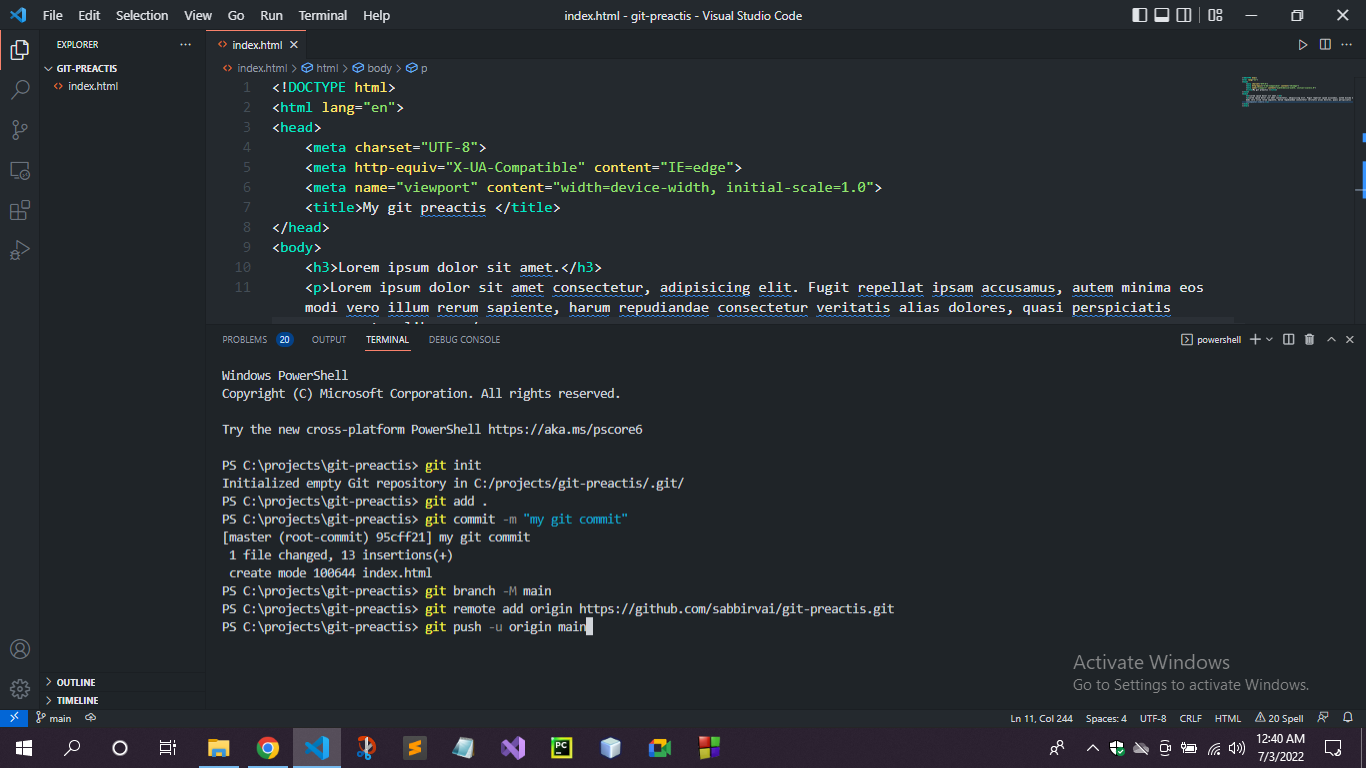 File Edit Selection View Go Run Terminal Help
index.html - git-preactis - Visual Studio Code
EXPLORER
GIT-PREACTIS
index.html
index.html
index.html > html > body > p
1 <!DOCTYPE html>
2 <html lang="en">
3 <head>
4 <meta charset="UTF-8">
5 <meta http-equiv="X-UA-Compatible" content="IE=edge">
6 <meta name="viewport" content="width=device-width, initial-scale=1.0">
7 <title>My git preactis </title>
8 </head>
9 <body>
10 <h3>Lorem ipsum dolor sit amet.</h3>
11 <p>Lorem ipsum dolor sit amet consectetur, adipisicing elit. Fugit repellat ipsam accusamus, autem minima eos
modi vero illum rerum sapiente, harum repudiandae consectetur veritatis alias dolores, quasi perspiciatis
PROBLEMS 20 OUTPUT TERMINAL DEBUG CONSOLE
powershell
Windows PowerShell
Copyright (C) Microsoft Corporation. All rights reserved.
Try the new cross-platform PowerShell https://aka.ms/pscore6
PS C:\projects\git-preactis> git init
Initialized empty Git repository in C:/projects/git-preactis/.git/
PS C:\projects\git-preactis> git add .
PS C:\projects\git-preactis> git commit -m "my git commit"
[master (root-commit) 95cff21] my git commit
1 file changed, 13 insertions(+)
create mode 100644 index.html
PS C:\projects\git-preactis> git branch -M main
PS C:\projects\git-preactis> git remote add origin https://github.com/sabbirvai/git-preactis.git
PS C:\projects\git-preactis> git push -u origin main
Activate Windows
Go to Settings to activate Windows.
OUTLINE
TIMELINE
main
Ln 11, Col 244 Spaces: 4 UTF-8 CRLF HTML 20 Spell
PC
12:40 AM
7/3/2022